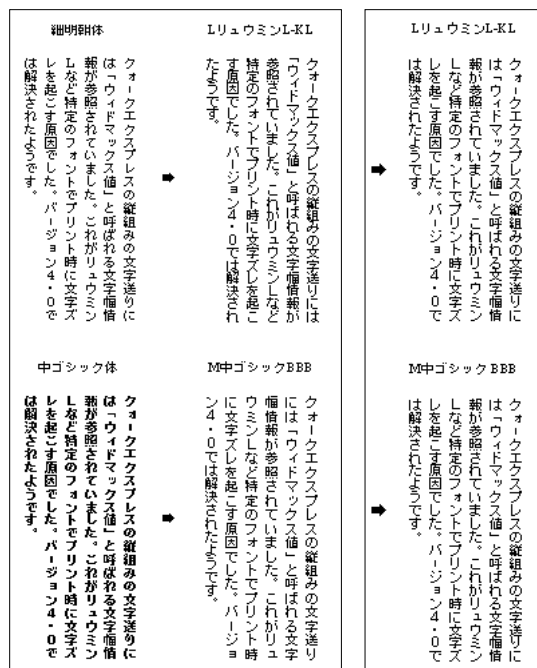 細明朝体
クォークエクスプレスの縦組みの文字送りに
は「ウィドマックス値」と呼ばれる文字幅情
報が参照されていました。これがリュウミン
Lなど特定のフォントでプリント時に文字ズ
レを起こす原因でした。バージョン4・0で
は解決されたようです。
LリュウミンL-KL
クォークエクスプレスの縦組みの文字送りには
「ウィドマックス値」と呼ばれる文字幅情報が
参照されていました。これがリュウミンLなど
特定のフォントでプリント時に文字ズレを起こ
す原因でした。バージョン4・0では解決され
たようです。
LリュウミンL-KL
クォークエクスプレスの縦組みの文字送りに
は「ウィドマックス値」と呼ばれる文字幅情
報が参照されていました。これがリュウミン
Lなど特定のフォントでプリント時に文字ズ
レを起こす原因でした。バージョン4・0で
は解決されたようです。
中ゴシック体
クォークエクスプレスの縦組みの文字送りに
は「ウィドマックス値」と呼ばれる文字幅情
報が参照されていました。これがリュウミン
Lなど特定のフォントでプリント時に文字ズ
レを起こす原因でした。バージョン4・0で
は解決されたようです。
M中ゴシックBBB
クォークエクスプレスの縦組みの文字送り
には「ウィドマックス値」と呼ばれる文字
幅情報が参照されていました。これがリュ
ウミンLなど特定のフォントでプリント時
に文字ズレを起こす原因でした。バージョ
ン4・0では解決されたようです。
M中ゴシックBBB
クォークエクスプレスの縦組みの文字送りに
は「ウィドマックス値」と呼ばれる文字幅情
報が参照されていました。これがリュウミン
Lなど特定のフォントでプリント時に文字ズ
レを起こす原因でした。バージョン4・0で
は解決されたようです。